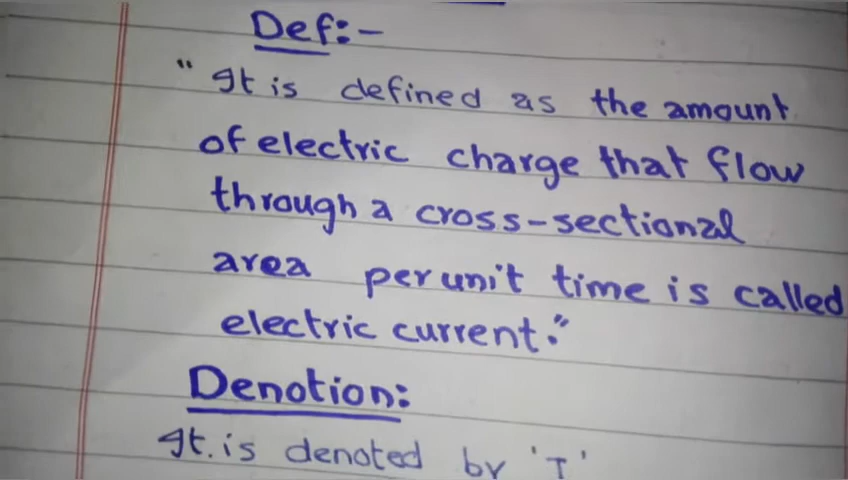 Def:-
" It is defined as the amount
of electric charge that flow
through a cross-sectional
area per unit time is called
electric current."
Denotion:
It. is denoted by 'I'